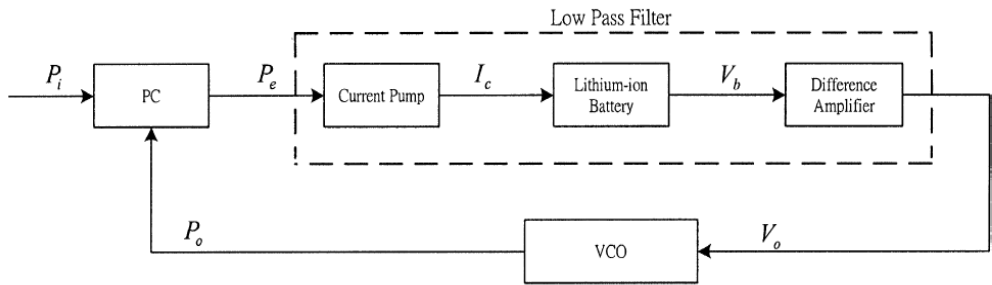 Low Pass Filter
P_i
PC
P_e
Current Pump
I_c
Lithium-ion
Battery
V_b
Difference
Amplifier
P_o
VCO
V_o